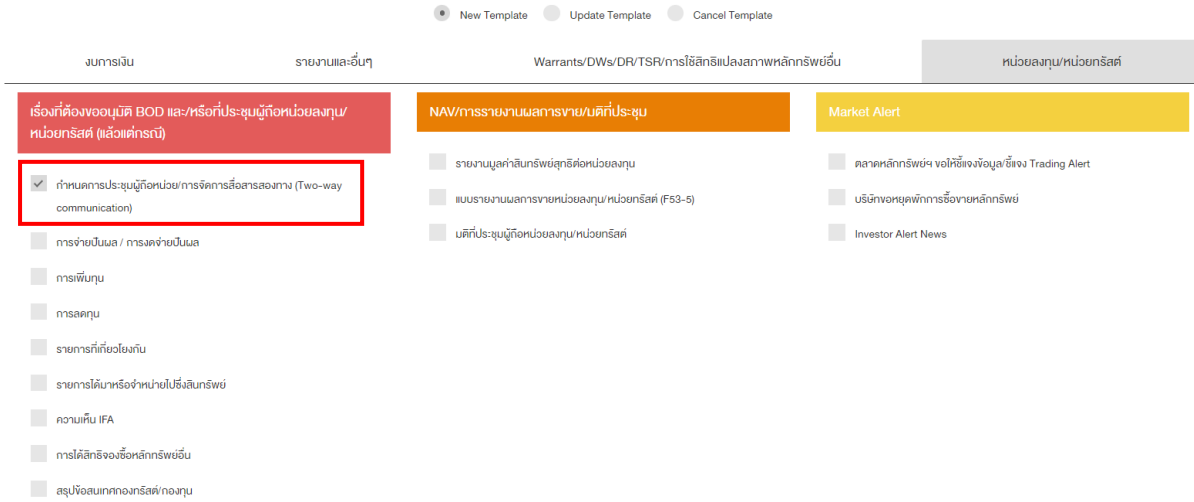 New Template Update Template Cancel Template
งบการเงิน รายงานและอื่นๆ Warrants/DWs/DR/TSR/การใช้สิทธิแปลงสภาพหลักทรัพย์อื่น หน่วยลงทุน/หน่วยทรัสต์
เรื่องที่ต้องขออนุมัติ BOD และ/หรือที่ประชุมผู้ถือหน่วยลงทุน/
หน่วยทรัสต์ (แล้วแต่กรณี)
กำหนดการประชุมผู้ถือหน่วย/การจัดการสื่อสารสองทาง (Two-way
communication)
การจ่ายปันผล / การงดจ่ายปันผล
การเพิ่มทุน
การลดทุน
รายการที่เกี่ยวโยงกัน
รายการได้มาหรือจำหน่ายไปซึ่งสินทรัพย์
ความเห็น IFA
การได้สิทธิจองซื้อหลักทรัพย์อื่น
สรุปข้อสนเทศกองทรัสต์/กองทุน
NAV/การรายงานผลการขาย/มติที่ประชุม
รายงานมูลค่าสินทรัพย์สุทธิต่อหน่วยลงทุน
แบบรายงานผลการขายหน่วยลงทุน/หน่วยทรัสต์ (F53-5)
มติที่ประชุมผู้ถือหน่วยลงทุน/หน่วยทรัสต์
Market Alert
ตลาดหลักทรัพย์ฯ ขอให้ชี้แจงข้อมูล/ชี้แจง Trading Alert
บริษัทขอหยุดพักการซื้อขายหลักทรัพย์
Investor Alert News